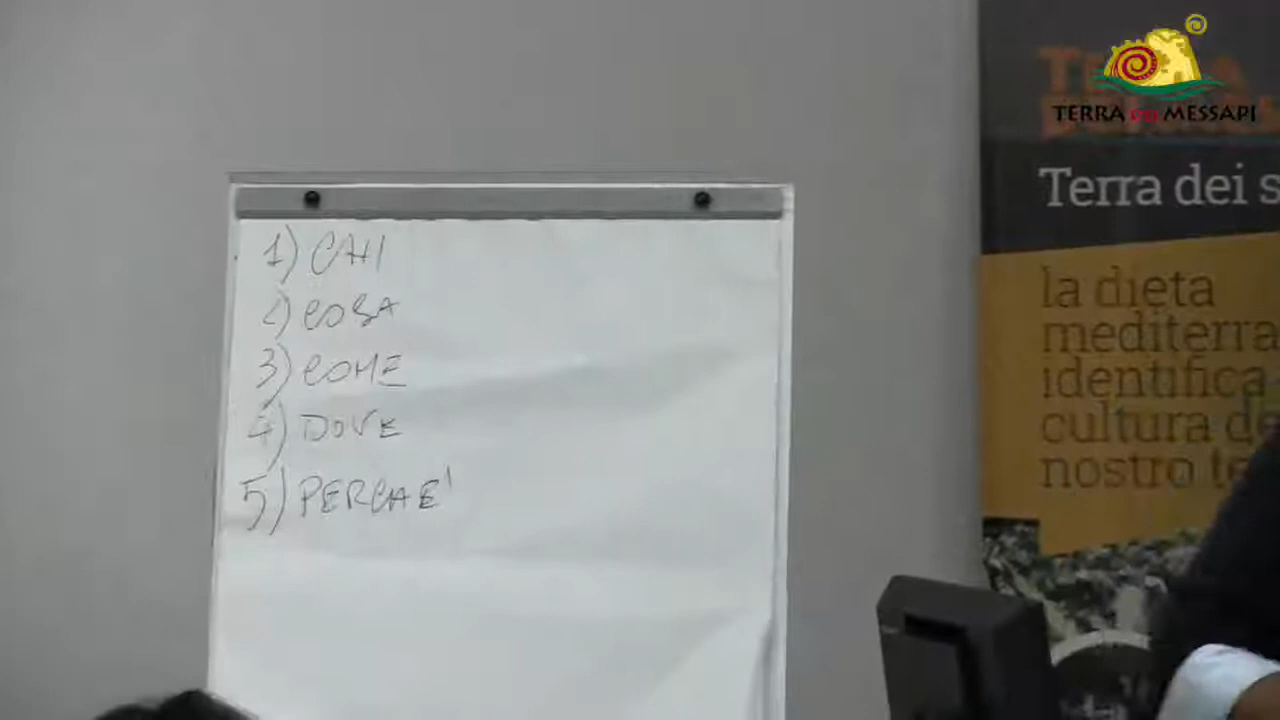 TERRA DEI MESSAPI
Terra dei s
la dieta
mediterra
identifica
cultura de
nostro te
1) CHI
2) COSA
3) COME
4) DOVE
5) PERCHE'